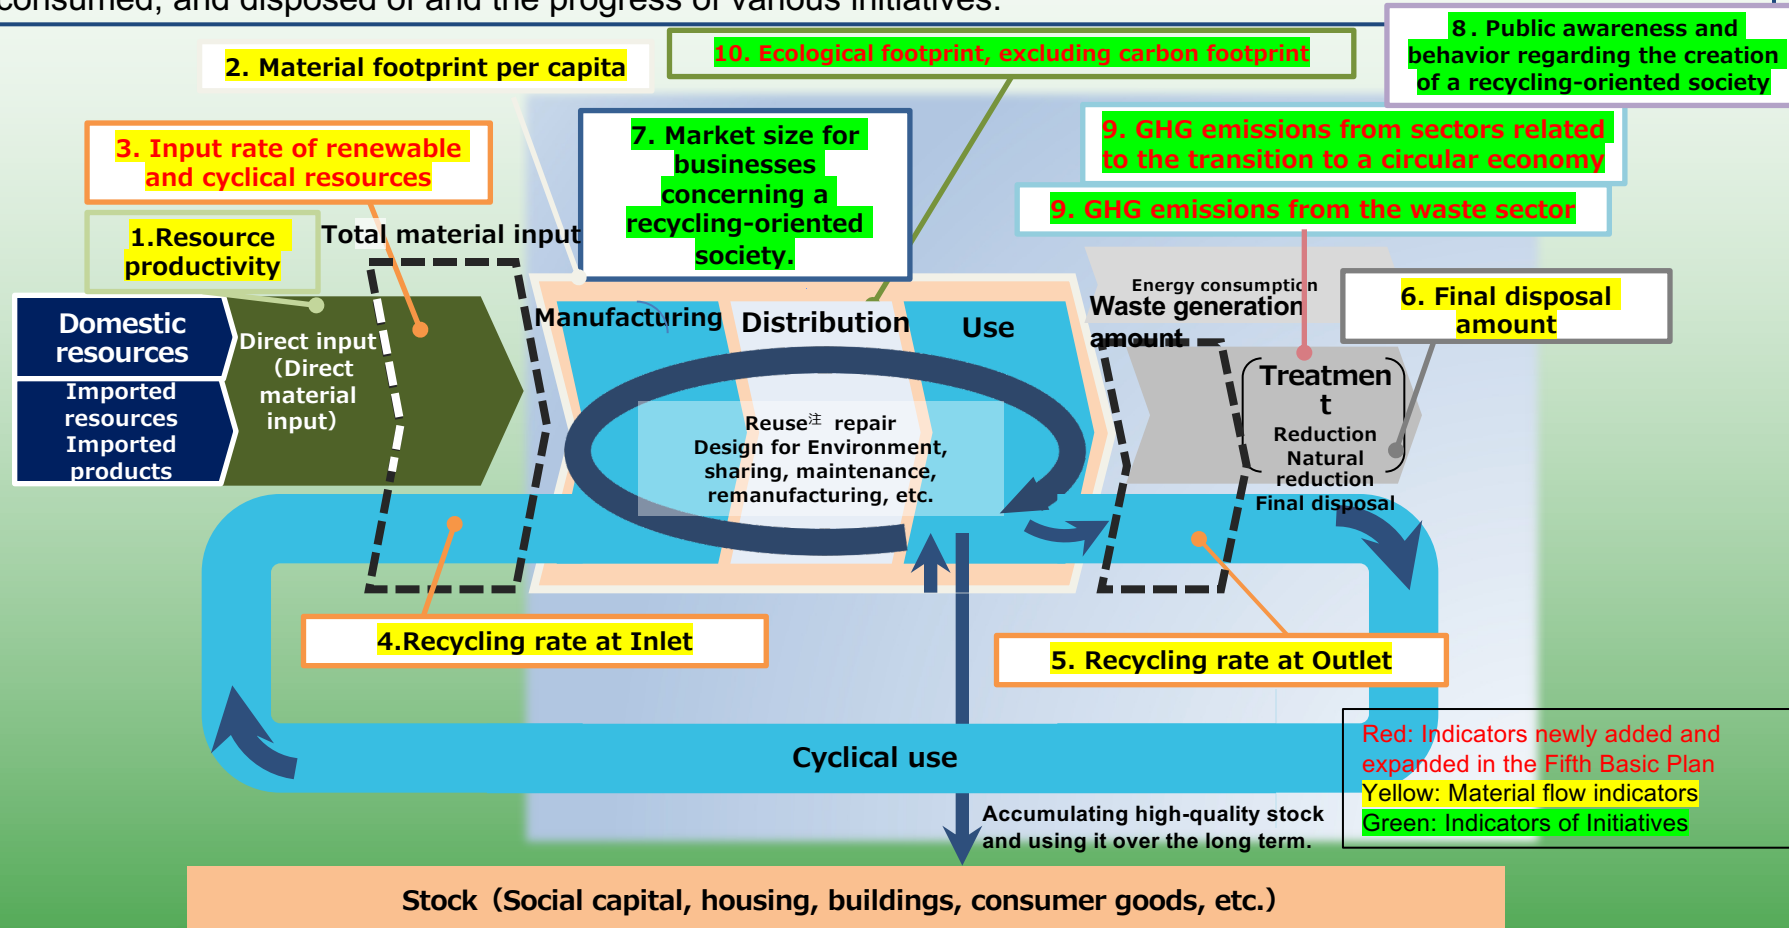 consumed, and disposed of and the progress of various initiatives.
2. Material footprint per capita
10. Ecological footprint, excluding carbon footprint
8. Public awareness and
behavior regarding the creation
of a recycling-oriented society
3. Input rate of renewable
and cyclical resources
7. Market size for
businesses
concerning a
recycling-oriented
society.
9. GHG emissions from sectors related
to the transition to a circular economy
9. GHG emissions from the waste sector
1.Resource
productivity
Total material input
Energy consumption
Waste generation
amount
6. Final disposal
amount
Domestic
resources
Imported
resources
Imported
products
Direct input
（Direct
material
input）
Manufacturing
Distribution
Use
Reuse注 repair
Design for Environment,
sharing, maintenance,
remanufacturing, etc.
Treatmen
t
Reduction
Natural
reduction
Final disposal
4.Recycling rate at Inlet
5. Recycling rate at Outlet
Cyclical use
Red: Indicators newly added and
expanded in the Fifth Basic Plan
Yellow: Material flow indicators
Green: Indicators of Initiatives
Accumulating high-quality stock
and using it over the long term.
Stock（Social capital, housing, buildings, consumer goods, etc.）